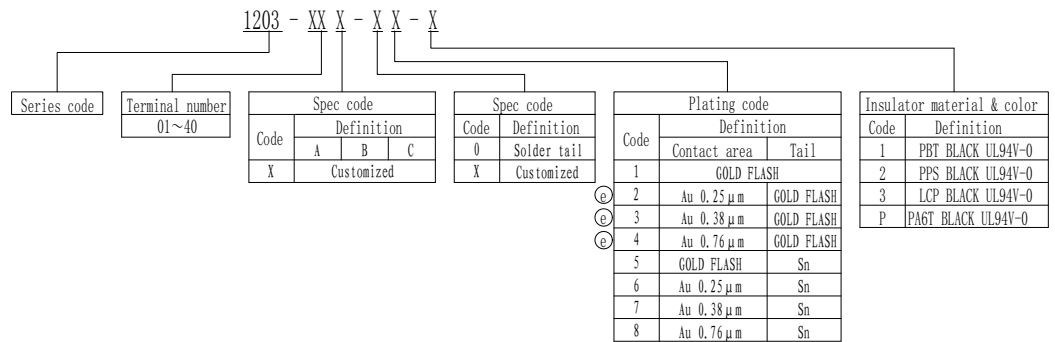 1203 - XX X - X X - X
Series code
Terminal number
01~40
Spec code
Code Definition
A B C
X Customized
Spec code
Code Definition
0 Solder tail
X Customized
Plating code
Code Definition
Contact area Tail
1 GOLD FLASH
e 2 Au 0.25μm GOLD FLASH
e 3 Au 0.38μm GOLD FLASH
e 4 Au 0.76μm GOLD FLASH
5 GOLD FLASH Sn
6 Au 0.25μm Sn
7 Au 0.38μm Sn
8 Au 0.76μm Sn
Insulator material & color
Code Definition
1 PBT BLACK UL94V-0
2 PPS BLACK UL94V-0
3 LCP BLACK UL94V-0
P PA6T BLACK UL94V-0